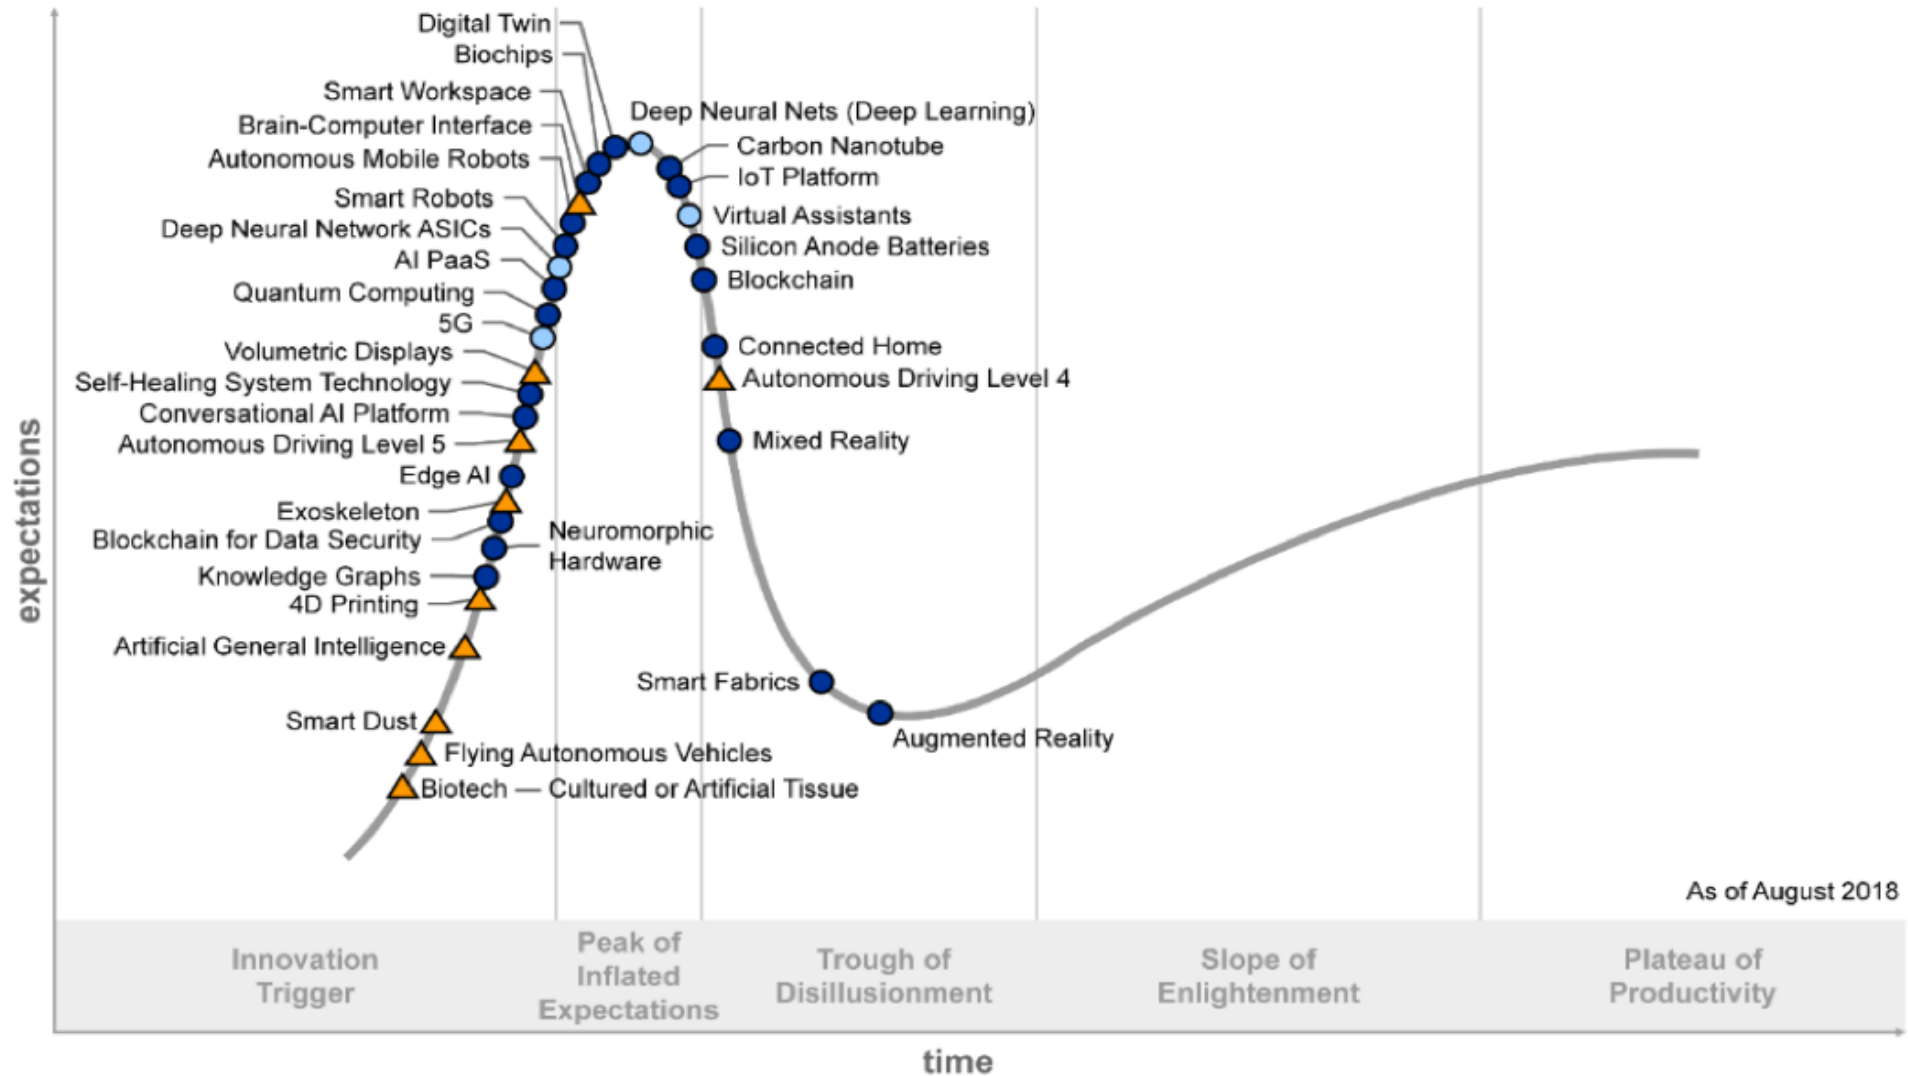 Digital Twin
Biochips
Smart Workspace
Deep Neural Nets (Deep Learning)
Brain-Computer Interface
Carbon Nanotube
Autonomous Mobile Robots
IoT Platform
Smart Robots
Virtual Assistants
Deep Neural Network ASICs
Silicon Anode Batteries
AI PaaS
Blockchain
Quantum Computing
5G
Connected Home
Volumetric Displays
Autonomous Driving Level 4
Self-Healing System Technology
Conversational AI Platform
Mixed Reality
Autonomous Driving Level 5
Edge AI
Exoskeleton
Neuromorphic
Hardware
Blockchain for Data Security
Knowledge Graphs
4D Printing
Artificial General Intelligence
Smart Fabrics
Smart Dust
Augmented Reality
Flying Autonomous Vehicles
Biotech — Cultured or Artificial Tissue
expectations
As of August 2018
Innovation
Trigger
Peak of
Inflated
Expectations
Trough of
Disillusionment
Slope of
Enlightenment
Plateau of
Productivity
time